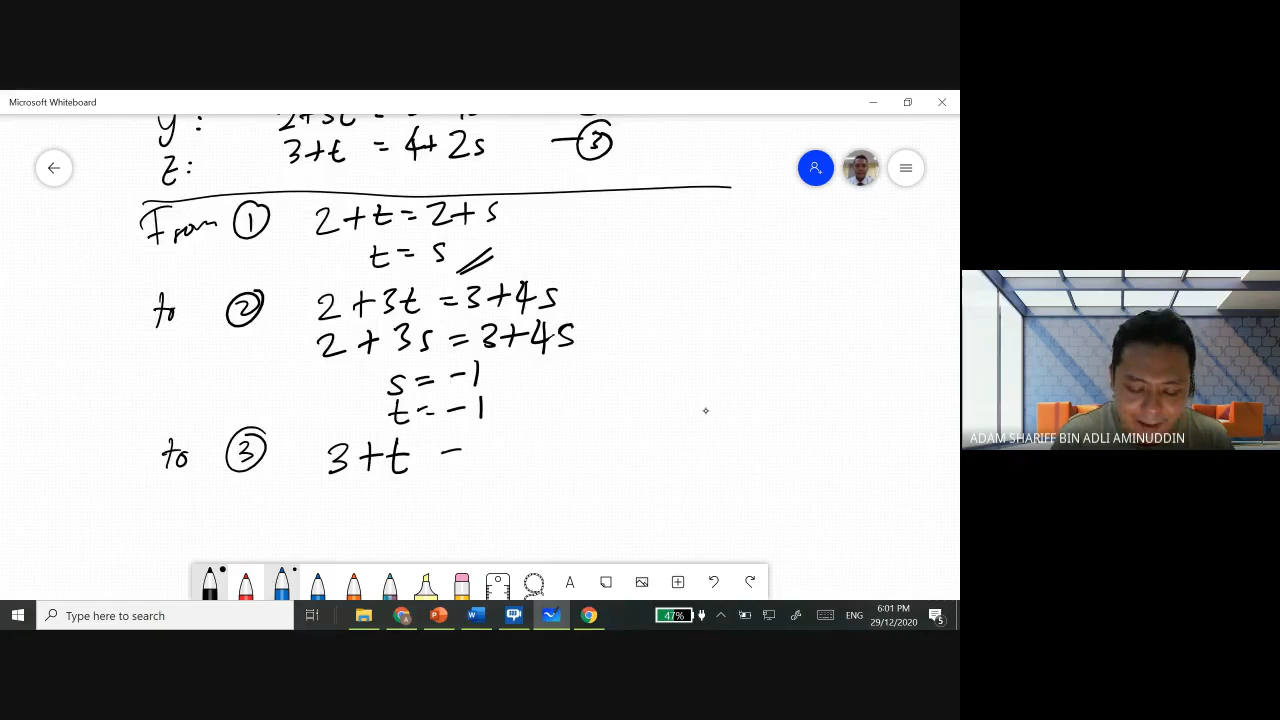 Microsoft Whiteboard
y:
3+t = 4+2s —③
z:
From ① 2+t=2+s
t= s
to ② 2+3t =3+4s
2+3s =3+4s
s= -1
t= -1
to ③ 3+t -
ADAM SHARIFF BIN ADLI AMINUDDIN
A
Type here to search
47%
ENG
6:01 PM
29/12/2020
5